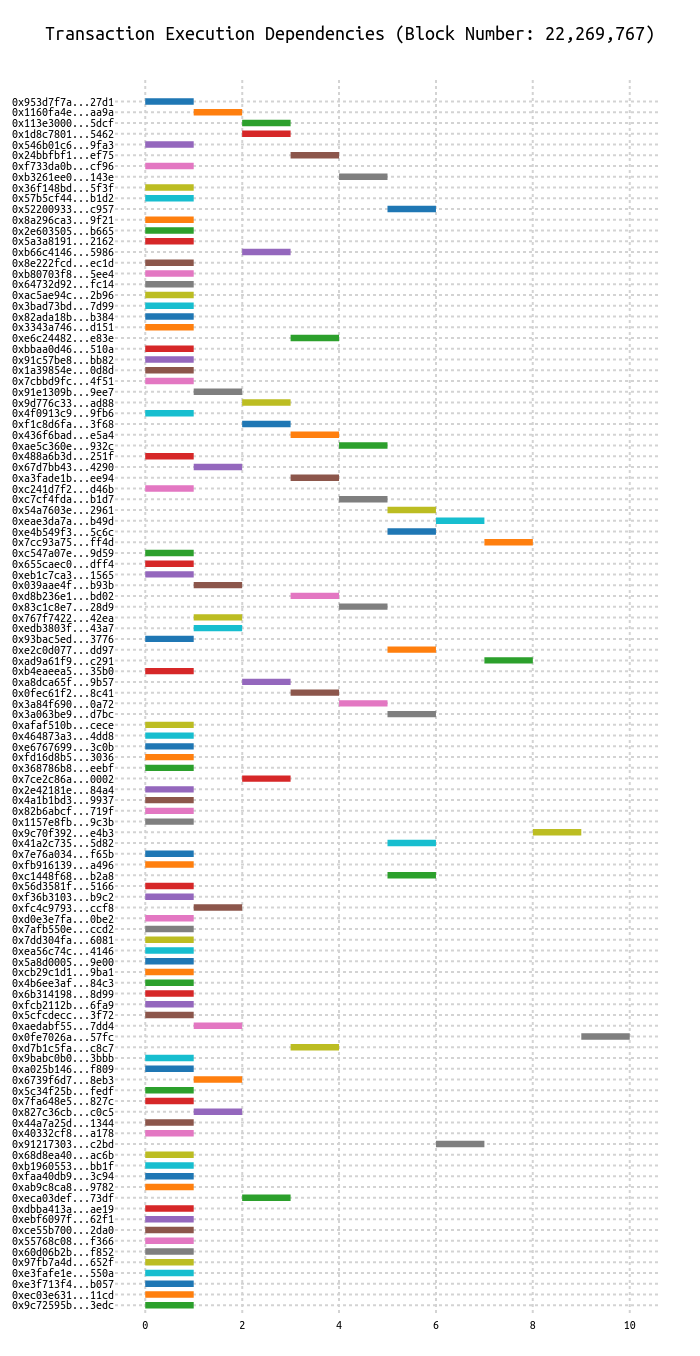 Transaction Execution Dependencies (Block Number: 22,269,767)
0x953d7f7a...27d1
0x1160fa4e...aa9a
0x113e3000...5dcf
0x1d8c7801...5462
0x546b01c6...9fa3
0x24bbfbf1...ef75
0xf733da0b...cf96
0xb3261ee0...143e
0x36f148bd...5f3f
0x57b5cf44...b1d2
0x52200933...c957
0x8a296ca3...9f21
0x2e603505...b665
0x5a3a8191...2162
0xb66c4146...5986
0x8e222fcd...ec1d
0xb80703f8...5ee4
0x64732d92...fc14
0xac5ae94c...2b96
0x3bad73bd...7d99
0x82ada18b...b384
0x3343a746...d151
0xe6c24482...e83e
0xbbaa0d46...510a
0x91c57be8...bb82
0x1a39854e...0d8d
0x7cbbd9fc...4f51
0x91e1309b...9ee7
0x9d776c33...ad88
0x4f0913c9...9fb6
0xf1c8d6fa...3f68
0x436f6bad...e5a4
0xae5c360e...932c
0x488a6b3d...251f
0x67d7bb43...4290
0xa3fade1b...ee94
0xc241d7f2...d46b
0xc7cf4fda...b1d7
0x54a7603e...2961
0xeae3da7a...b49d
0xe4b549f3...5c6c
0x7cc93a75...ff4d
0xc547a07e...9d59
0x655caec0...dff4
0xeb1c7ca3...1565
0x039aae4f...b93b
0xd8b236e1...bd02
0x83c1c8e7...28d9
0x767f7422...42ea
0xedb3803f...43a7
0x93bac5ed...3776
0xe2c0d077...dd97
0xad9a61f9...c291
0xb4eaeea5...35b0
0xa8dca65f...9b57
0x0fec61f2...8c41
0x3a84f690...0a72
0x3a063be9...d7bc
0xafaf510b...cece
0x464873a3...4dd8
0xe6767699...3c0b
0xfd16d8b5...3036
0x368786b8...eebf
0x7ce2c86a...0002
0x2e42181e...84a4
0x4a1b1bd3...9937
0x82b6abcf...719f
0x1157e8fb...9c3b
0x9c70f392...e4b3
0x41a2c735...5d82
0x7e76a034...f65b
0xfb916139...a496
0xc1448f68...b2a8
0x56d3581f...5166
0xf36b3103...b9c2
0xfc4c9793...ccf8
0xd0e3e7fa...0be2
0x7afb550e...ccd2
0x7dd304fa...6081
0xea56c74c...4146
0x5a8d0005...9e00
0xcb29c1d1...9ba1
0x4b6ee3af...84c3
0x6b314198...8d99
0xfcb2112b...6fa9
0x5cfcdecc...3f72
0xaedabf55...7dd4
0x0fe7026a...57fc
0xd7b1c5fa...c8c7
0x9babc0b0...3bbb
0xa025b146...f809
0x6739f6d7...8eb3
0x5c34f25b...fedf
0x7fa648e5...827c
0x827c36cb...c0c5
0x44a7a25d...1344
0x40332cf8...a178
0x91217303...c2bd
0x68d8ea40...ac6b
0xb1960553...bb1f
0xfaa40db9...3c94
0xab9c8ca8...9782
0xeca03def...73df
0xdbba413a...ae19
0xebf6097f...62f1
0xce55b700...2da0
0x55768c08...f366
0x60d06b2b...f852
0x97fb7a4d...652f
0xe3fafe1e...550a
0xe3f713f4...b057
0xec03e631...11cd
0x9c72595b...3edc
0 2 4 6 8 10